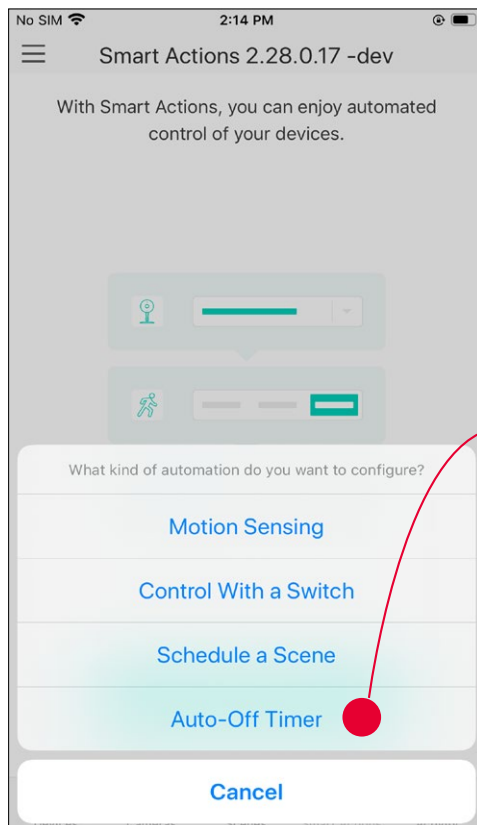 No SIM 2:14 PM
Smart Actions 2.28.0.17 -dev
With Smart Actions, you can enjoy automated
control of your devices.
What kind of automation do you want to configure?
Motion Sensing
Control With a Switch
Schedule a Scene
Auto-Off Timer
Cancel